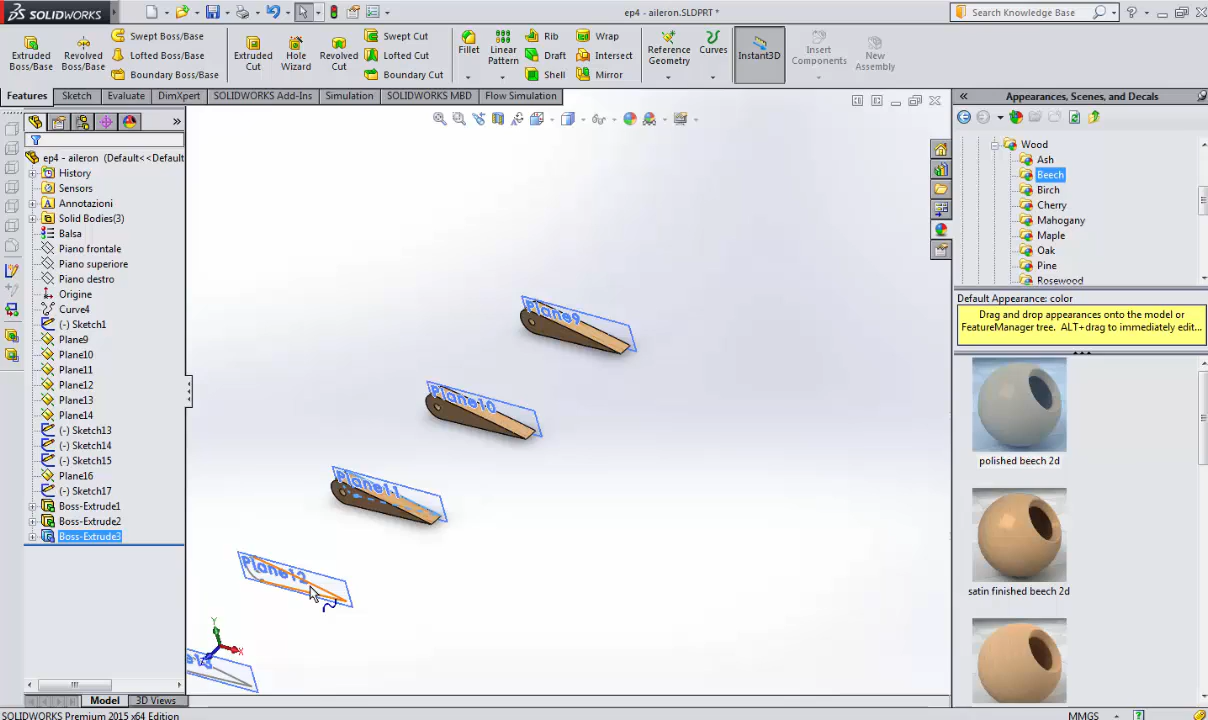 SOLIDWORKS
ep4 - aileron.SLDPRT *
Search Knowledge Base
Extruded Boss/Base
Revolved Boss/Base
Swept Boss/Base
Lofted Boss/Base
Boundary Boss/Base
Extruded Cut
Hole Wizard
Revolved Cut
Swept Cut
Lofted Cut
Boundary Cut
Fillet
Linear Pattern
Rib
Draft
Shell
Wrap
Intersect
Mirror
Reference Geometry
Curves
Instant3D
Insert Components
New Assembly
Features
Sketch
Evaluate
DimXpert
SOLIDWORKS Add-Ins
Simulation
SOLIDWORKS MBD
Flow Simulation
ep4 - aileron (Default<<Default
History
Sensors
Annotazioni
Solid Bodies(3)
Balsa
Piano frontale
Piano superiore
Piano destro
Origine
Curve4
(-) Sketch1
Plane9
Plane10
Plane11
Plane12
Plane13
Plane14
(-) Sketch13
(-) Sketch14
(-) Sketch15
Plane16
(-) Sketch17
Boss-Extrude1
Boss-Extrude2
Boss-Extrude3
Plane9
Plane10
Plane11
Plane12
Y
X
Z
Appearances, Scenes, and Decals
Wood
Ash
Beech
Birch
Cherry
Mahogany
Maple
Oak
Pine
Rosewood
Default Appearance: color
Drag and drop appearances onto the model or
FeatureManager tree. ALT+drag to immediately edit...
polished beech 2d
satin finished beech 2d
Model
3D Views
SOLIDWORKS Premium 2015 x64 Edition
MMGS